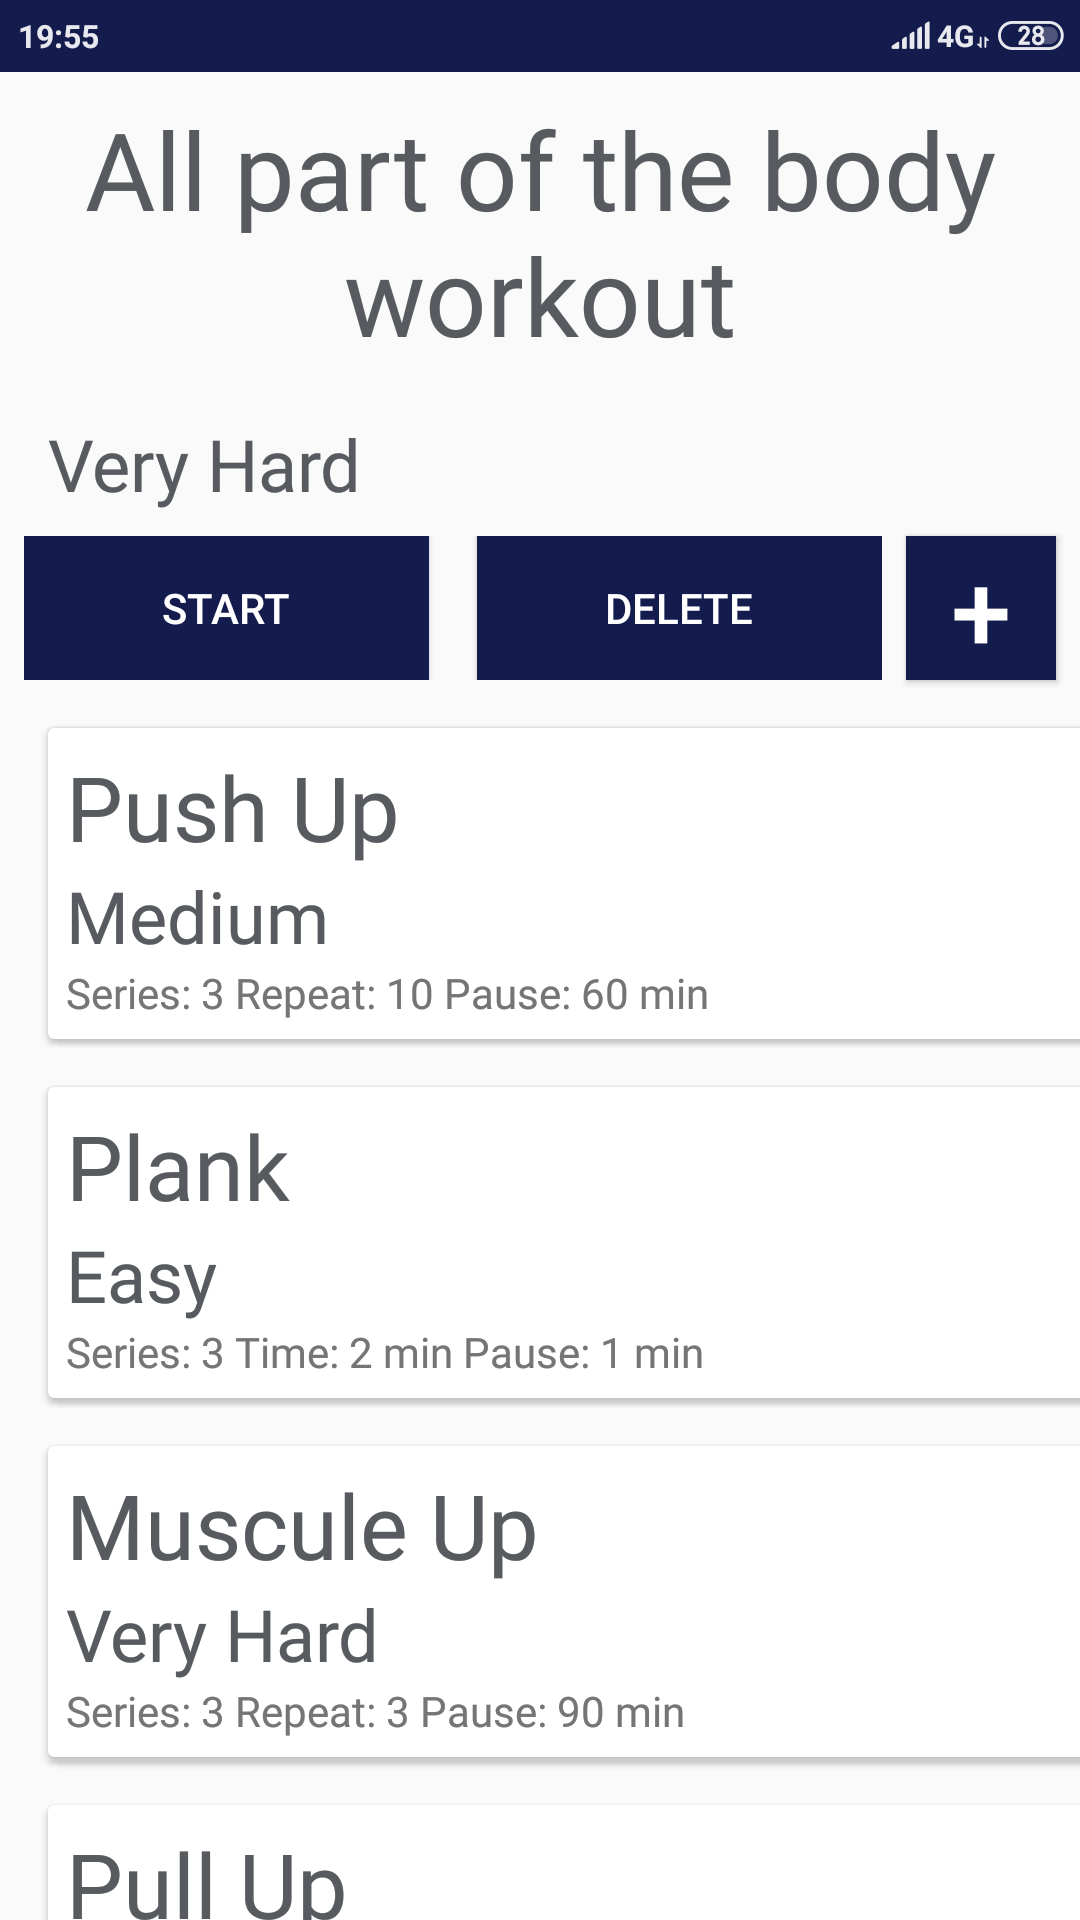 19:55 4G 28
All part of the body
workout
Very Hard
START DELETE +
Push Up
Medium
Series: 3 Repeat: 10 Pause: 60 min
Plank
Easy
Series: 3 Time: 2 min Pause: 1 min
Muscule Up
Very Hard
Series: 3 Repeat: 3 Pause: 90 min
Pull Up